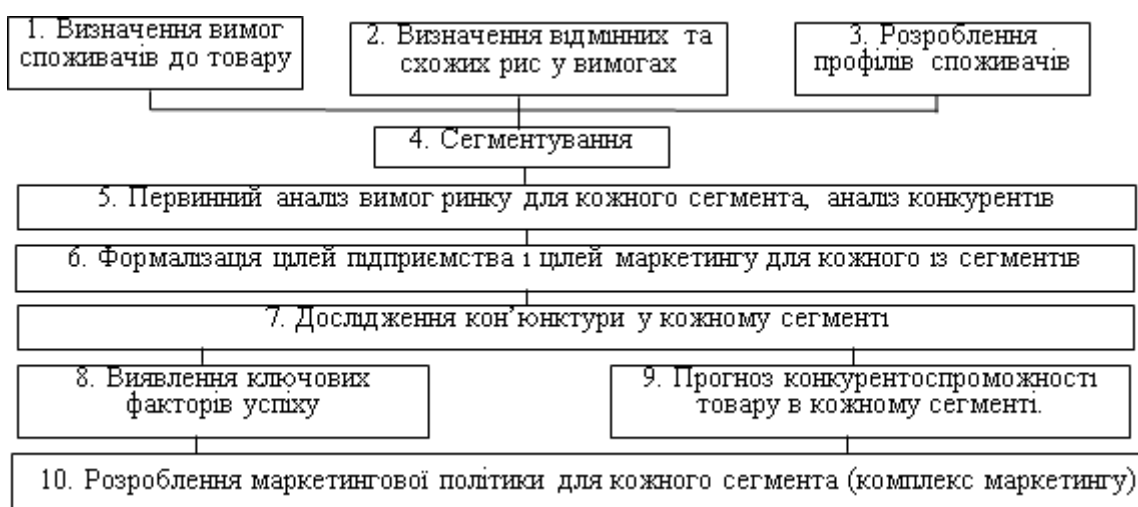 1. Визначення вимог
споживачів до товару
2. Визначення відмінних та
схожих рис у вимогах
3. Розроблення
профілів споживачів
4. Сегментування
5. Первинний аналіз вимог ринку для кожного сегмента, аналіз конкурентів
6. Формалізація цілей підприємства і цілей маркетингу для кожного із сегментів
7. Дослідження кон’юнктури у кожному сегменті
8. Виявлення ключових
факторів успіху
9. Прогноз конкурентоспроможності
товару в кожному сегменті.
10. Розроблення маркетингової політики для кожного сегмента (комплекс маркетингу)